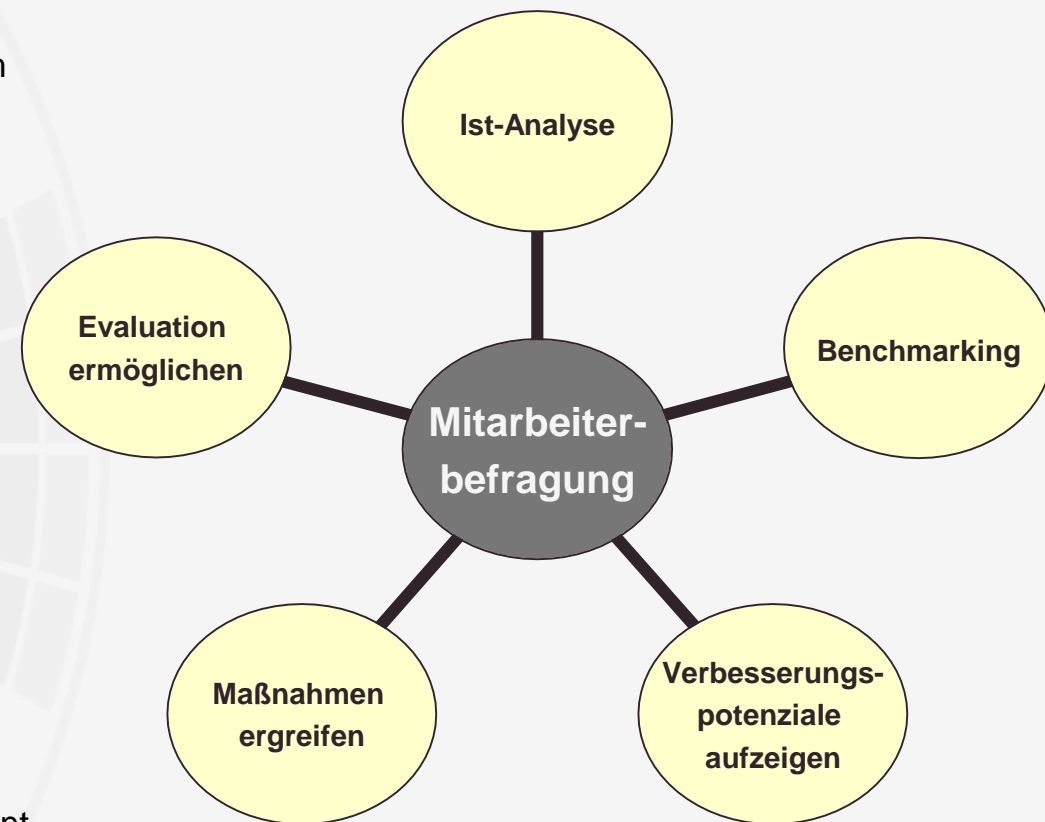 Ist-Analyse
Evaluation
ermöglichen
Benchmarking
Mitarbeiter-
befragung
Maßnahmen
ergreifen
Verbesserungs-
potenziale
aufzeigen